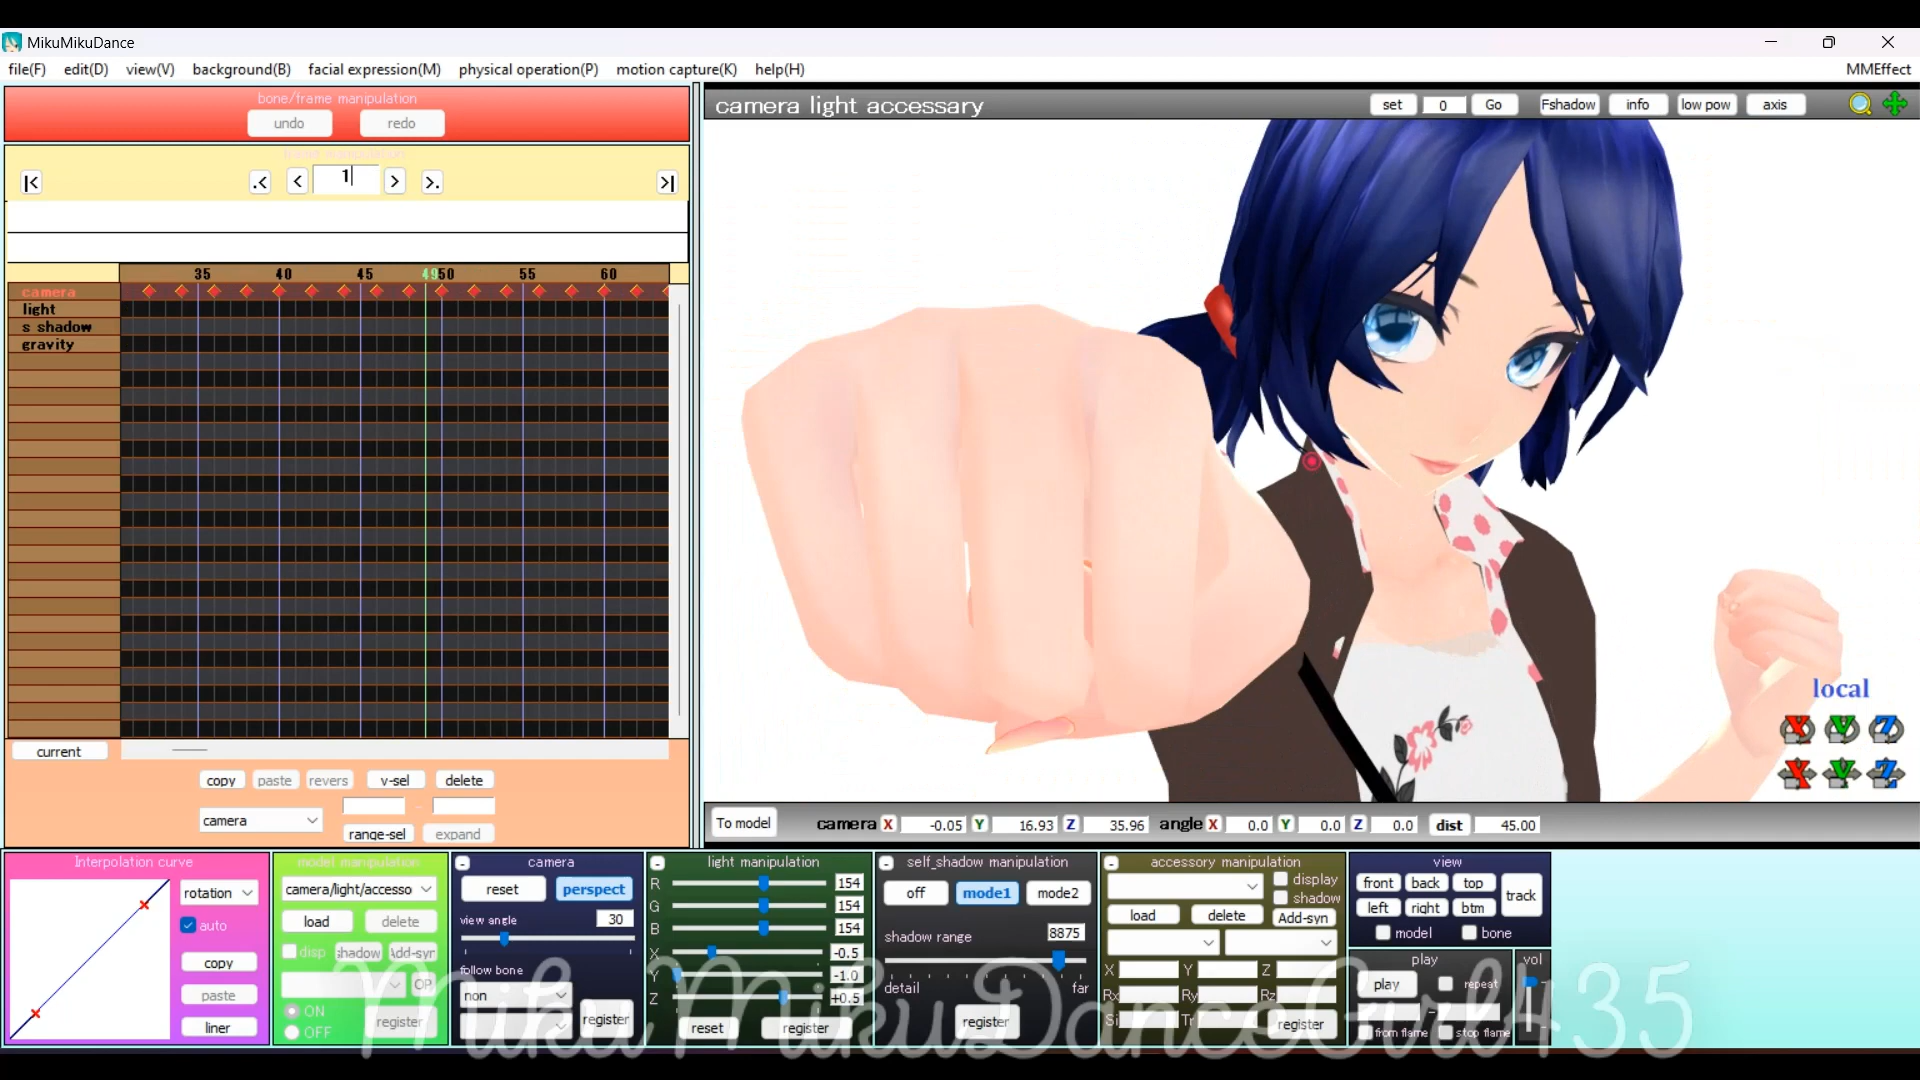 MikuMikuDance
file(F) edit(D) view(V) background(B) facial expression(M) physical operation(P) motion capture(K) help(H) MMEffect
bone/frame manipulation
undo redo
camera light accessary
set 0 Go Fshadow info low pow axis
|< .< < 1 > >. >|
35 40 45 49 50 55 60
camera
light
s shadow
gravity
local
X Y Z
X Y Z
current
copy paste revers v-sel delete
camera
range-sel expand
To model camera X -0.05 Y 16.93 Z 35.96 angle X 0.0 Y 0.0 Z 0.0 dist 45.00
Interpolation curve
rotation
auto
copy
paste
liner
model manipulation
camera/light/accesso
load delete
disp shadow Add-syn
OP
ON
OFF
register
- camera
reset perspect
view angle 30
follow bone
non
register
- light manipulation
R 154
G 154
B 154
X -0.5
Y -1.0
Z +0.5
reset register
- self_shadow manipulation
off mode1 mode2
shadow range 8875
detail far
register
- accessory manipulation
display
shadow
load delete Add-syn
X Y Z
Rx Ry Rz
Si Tr register
view
front back top
left right btm
track
model bone
play
play repeat
-
from flame stop flame
vol
MikuMikuDanceGirl435